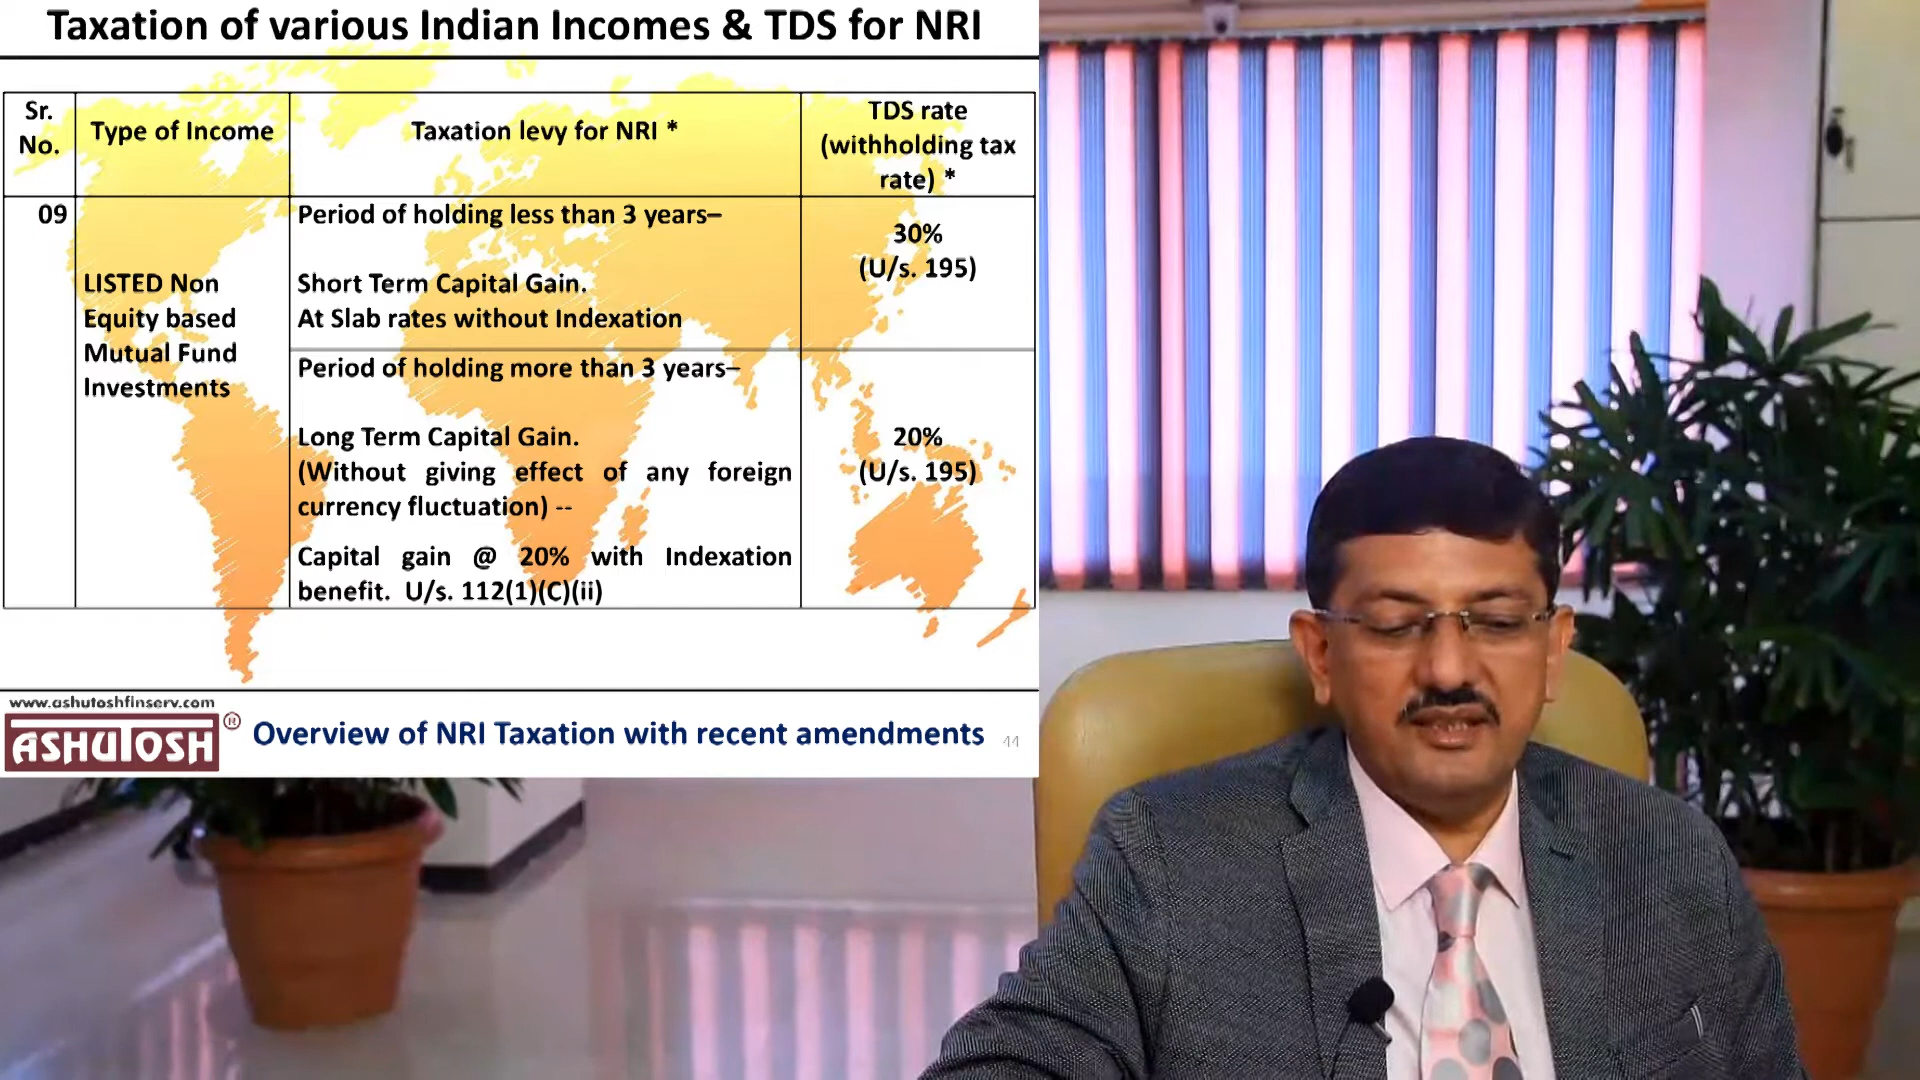 Taxation of various Indian Incomes & TDS for NRI
Sr.
No.
Type of Income
Taxation levy for NRI *
TDS rate
(withholding tax
rate) *
09
LISTED Non
Equity based
Mutual Fund
Investments
Period of holding less than 3 years–
Short Term Capital Gain.
At Slab rates without Indexation
30%
(U/s. 195)
Period of holding more than 3 years–
Long Term Capital Gain.
(Without giving effect of any foreign
currency fluctuation) --
Capital gain @ 20% with Indexation
benefit. U/s. 112(1)(C)(ii)
20%
(U/s. 195)
www.ashutoshfinserv.com
ASHUTOSH ®
Overview of NRI Taxation with recent amendments
44